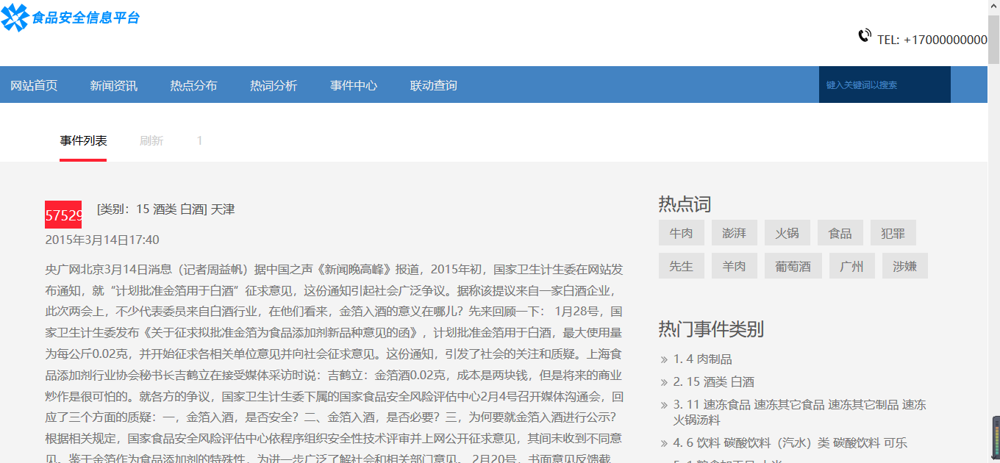 食品安全信息平台
TEL: +17000000000
网站首页 新闻资讯 热点分布 热词分析 事件中心 联动查询 键入关键词以搜索
事件列表 刷新 1
57529 [类别：15 酒类 白酒] 天津
2015年3月14日17:40
央广网北京3月14日消息（记者周益帆）据中国之声《新闻晚高峰》报道，2015年初，国家卫生计生委在网站发
布通知，就“计划批准金箔用于白酒”征求意见，这份通知引起社会广泛争议。据称该提议来自一家白酒企业，
此次两会上，不少代表委员来自白酒行业，在他们看来，金箔入酒的意义在哪儿？先来回顾一下： 1月28号，国
家卫生计生委发布《关于征求拟批准金箔为食品添加剂新品种意见的函》，计划批准金箔用于白酒，最大使用量
为每公斤0.02克，并开始征求各相关单位意见并向社会征求意见。这份通知，引发了社会的关注和质疑。上海食
品添加剂行业协会秘书长吉鹤立在接受媒体采访时说：吉鹤立：金箔酒0.02克，成本是两块钱，但是将来的商业
炒作是很可怕的。就各方的争议，国家卫生计生委下属的国家食品安全风险评估中心2月4号召开媒体沟通会，回
应了三个方面的质疑：一，金箔入酒，是否安全？二、金箔入酒，是否必要？三，为何要就金箔入酒进行公示？
根据相关规定，国家食品安全风险评估中心依程序组织安全性技术评审并上网公开征求意见，其间未收到不同意
见。鉴于金箔作为食品添加剂的特殊性，为进一步广泛了解社会和相关部门意见。 2月20号，书面意见反馈截
热点词
牛肉 澎湃 火锅 食品 犯罪
先生 羊肉 葡萄酒 广州 涉嫌
热门事件类别
» 1. 4 肉制品
» 2. 15 酒类 白酒
» 3. 11 速冻食品 速冻其它食品 速冻其它制品 速冻
火锅汤料
» 4. 6 饮料 碳酸饮料（汽水）类 碳酸饮料 可乐